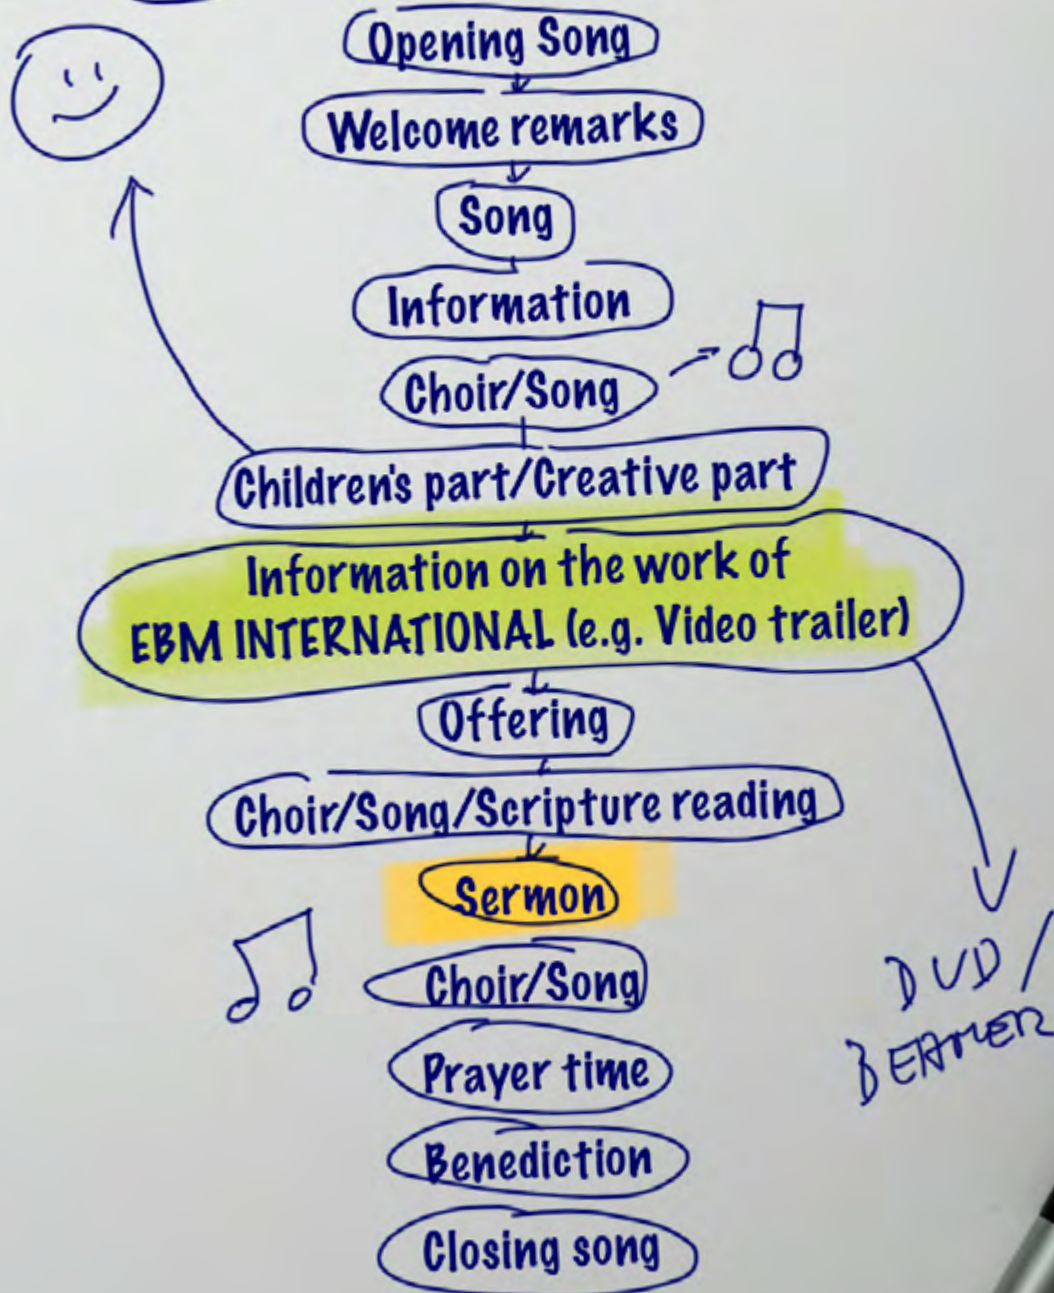 Opening Song
Welcome remarks
Song
Information
Choir/Song
Children's part/Creative part
Information on the work of
EBM INTERNATIONAL (e.g. Video trailer)
Offering
Choir/Song/Scripture reading
Sermon
Choir/Song
Prayer time
Benediction
Closing song
DVD/
BEAMER